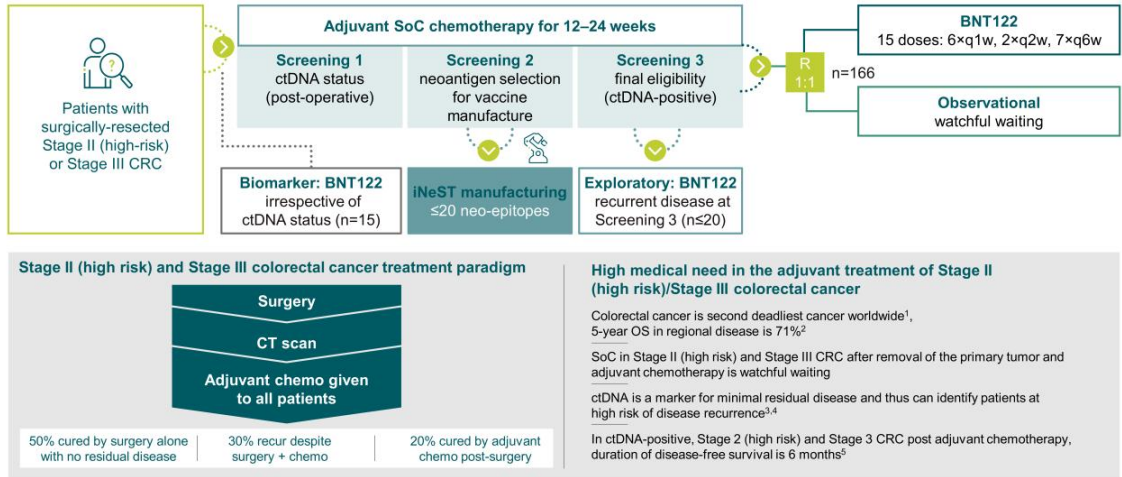 Patients with
surgically-resected
Stage II (high-risk)
or Stage III CRC
Adjuvant SoC chemotherapy for 12–24 weeks
Screening 1
ctDNA status
(post-operative)
Screening 2
neoantigen selection
for vaccine
manufacture
Screening 3
final eligibility
(ctDNA-positive)
R
1:1
n=166
BNT122
15 doses: 6×q1w, 2×q2w, 7×q6w
Observational
watchful waiting
Biomarker: BNT122
irrespective of
ctDNA status (n=15)
iNeST manufacturing
≤20 neo-epitopes
Exploratory: BNT122
recurrent disease at
Screening 3 (n≤20)
Stage II (high risk) and Stage III colorectal cancer treatment paradigm
Surgery
CT scan
Adjuvant chemo given
to all patients
50% cured by surgery alone
with no residual disease
30% recur despite
surgery + chemo
20% cured by adjuvant
chemo post-surgery
High medical need in the adjuvant treatment of Stage II
(high risk)/Stage III colorectal cancer
Colorectal cancer is second deadliest cancer worldwide¹,
5-year OS in regional disease is 71%²
SoC in Stage II (high risk) and Stage III CRC after removal of the primary tumor and
adjuvant chemotherapy is watchful waiting
ctDNA is a marker for minimal residual disease and thus can identify patients at
high risk of disease recurrence³,⁴
In ctDNA-positive, Stage 2 (high risk) and Stage 3 CRC post adjuvant chemotherapy,
duration of disease-free survival is 6 months⁵